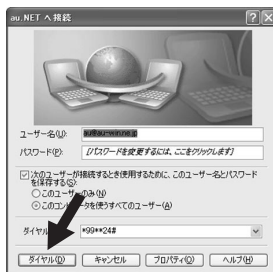 au.NET へ接続
ユーザー名(U): au@au-win.ne.jp
パスワード(P): [パスワードを変更するには、ここをクリックします]
次のユーザーが接続するとき使用するために、このユーザー名とパスワード
を保存する(S):
このユーザーのみ(N)
このコンピュータを使うすべてのユーザー(A)
ダイヤル *99**24#
ダイヤル(D) キャンセル プロパティ(O) ヘルプ(H)